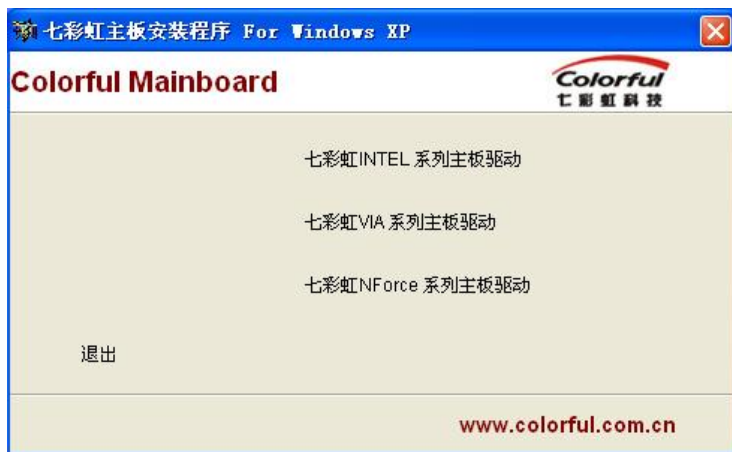 七彩虹主板安装程序 For Windows XP
Colorful Mainboard
Colorful
七彩虹科技
七彩虹INTEL 系列主板驱动
七彩虹VIA 系列主板驱动
七彩虹NForce 系列主板驱动
退出
www.colorful.com.cn